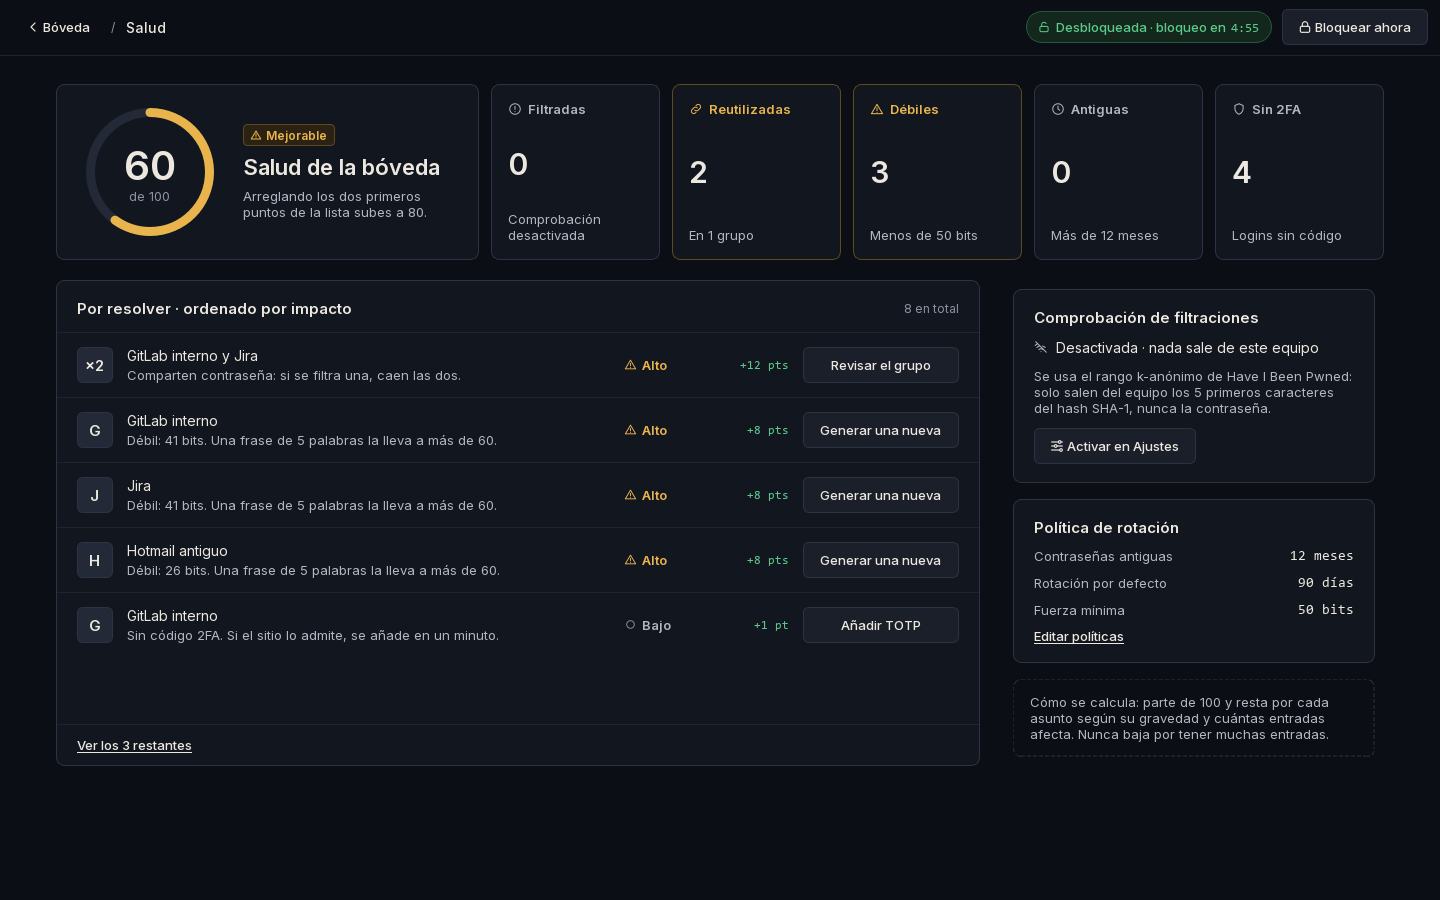 Bóveda / Salud
Desbloqueada · bloqueo en 4:55
Bloquear ahora
60
de 100
Mejorable
Salud de la bóveda
Arreglando los dos primeros
puntos de la lista subes a 80.
Filtradas
0
Comprobación
desactivada
Reutilizadas
2
En 1 grupo
Débiles
3
Menos de 50 bits
Antiguas
0
Más de 12 meses
Sin 2FA
4
Logins sin código
Por resolver · ordenado por impacto
8 en total
×2
GitLab interno y Jira
Comparten contraseña: si se filtra una, caen las dos.
Alto
+12 pts
Revisar el grupo
G
GitLab interno
Débil: 41 bits. Una frase de 5 palabras la lleva a más de 60.
Alto
+8 pts
Generar una nueva
J
Jira
Débil: 41 bits. Una frase de 5 palabras la lleva a más de 60.
Alto
+8 pts
Generar una nueva
H
Hotmail antiguo
Débil: 26 bits. Una frase de 5 palabras la lleva a más de 60.
Alto
+8 pts
Generar una nueva
G
GitLab interno
Sin código 2FA. Si el sitio lo admite, se añade en un minuto.
Bajo
+1 pt
Añadir TOTP
Ver los 3 restantes
Comprobación de filtraciones
Desactivada · nada sale de este equipo
Se usa el rango k-anónimo de Have I Been Pwned:
solo salen del equipo los 5 primeros caracteres
del hash SHA-1, nunca la contraseña.
Activar en Ajustes
Política de rotación
Contraseñas antiguas 12 meses
Rotación por defecto 90 días
Fuerza mínima 50 bits
Editar políticas
Cómo se calcula: parte de 100 y resta por cada
asunto según su gravedad y cuántas entradas
afecta. Nunca baja por tener muchas entradas.